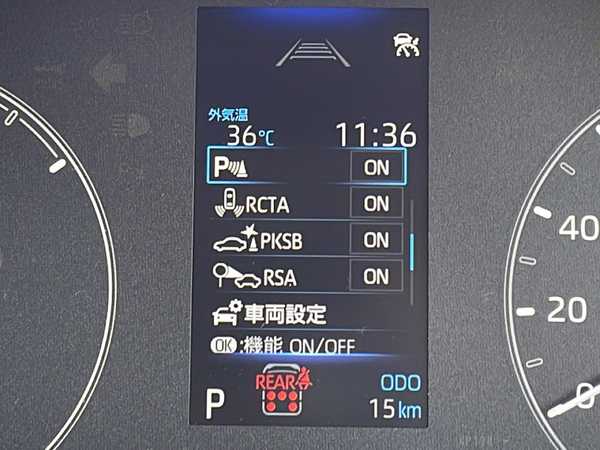 外気温
36℃ 11:36
P ON
RCTA ON
PKSB ON
RSA ON
車両設定
OK:機能 ON/OFF
REAR
ODO
P 15km
40
20
0